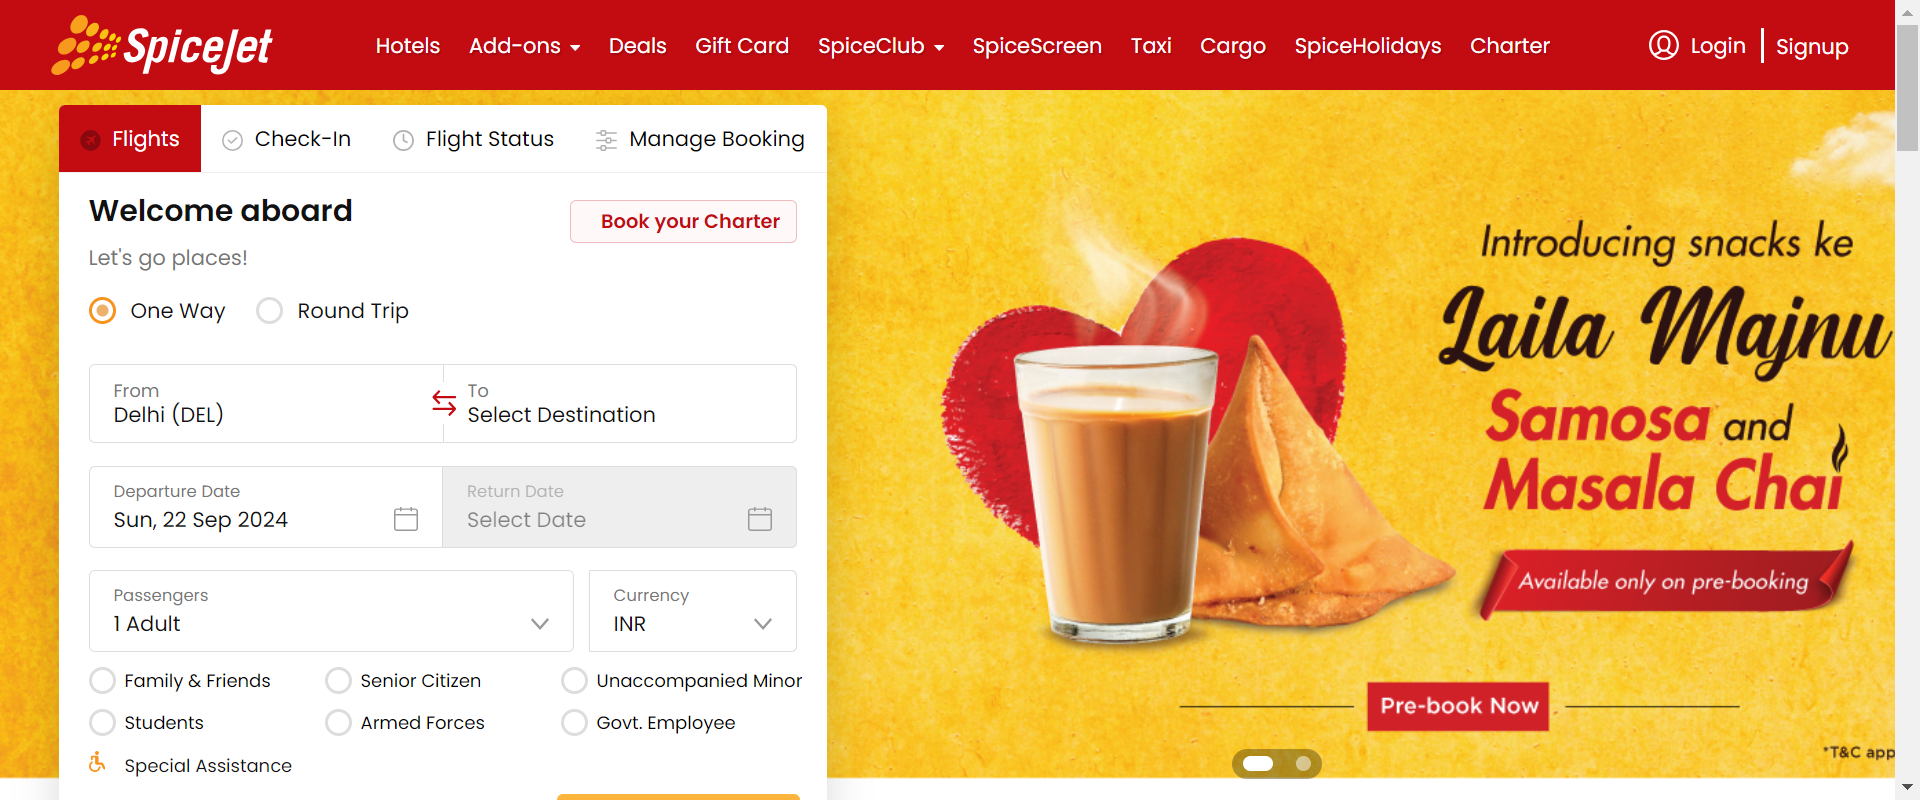 SpiceJet
Hotels Add-ons Deals Gift Card SpiceClub SpiceScreen Taxi Cargo SpiceHolidays Charter Login Signup
Flights Check-In Flight Status Manage Booking
Welcome aboard
Book your Charter
Let's go places!
One Way Round Trip
From
Delhi (DEL)
To
Select Destination
Departure Date
Sun, 22 Sep 2024
Return Date
Select Date
Passengers
1 Adult
Currency
INR
Family & Friends Senior Citizen Unaccompanied Minor
Students Armed Forces Govt. Employee
Special Assistance
Introducing snacks ke
Laila Majnu
Samosa and
Masala Chai
Available only on pre-booking
Pre-book Now
*T&C app